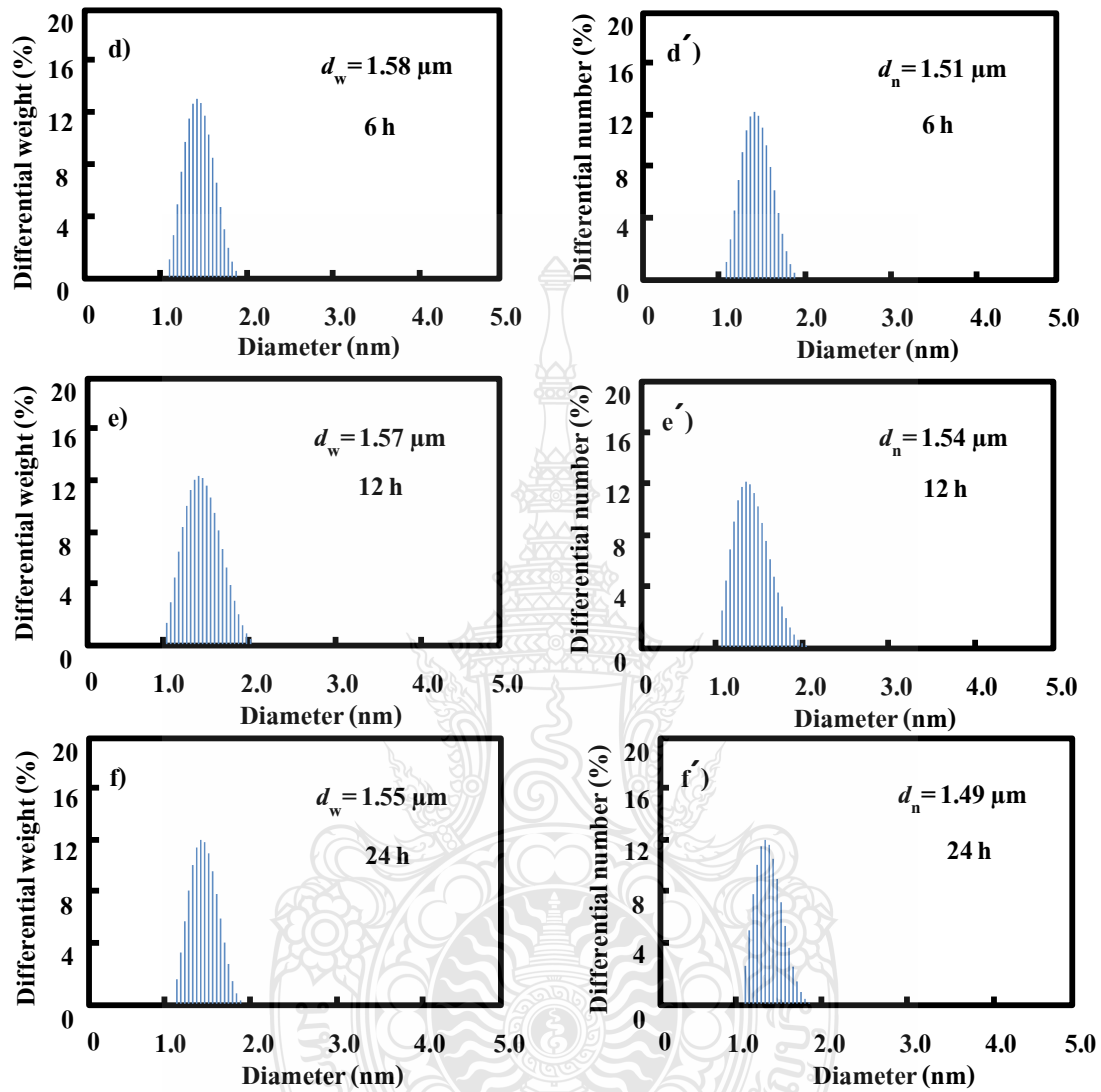 d)
d_w = 1.58 µm
6 h
Differential weight (%)
20
16
12
8
4
0
0 1.0 2.0 3.0 4.0 5.0
Diameter (nm)
d´)
d_n = 1.51 µm
6 h
Differential number (%)
20
16
12
8
4
0
0 1.0 2.0 3.0 4.0 5.0
Diameter (nm)
e)
d_w = 1.57 µm
12 h
Differential weight (%)
20
16
12
8
4
0
0 1.0 2.0 3.0 4.0 5.0
Diameter (nm)
e´)
d_n = 1.54 µm
12 h
Differential number (%)
20
16
12
8
4
0
0 1.0 2.0 3.0 4.0 5.0
Diameter (nm)
f)
d_w = 1.55 µm
24 h
Differential weight (%)
20
16
12
8
4
0
0 1.0 2.0 3.0 4.0 5.0
Diameter (nm)
f´)
d_n = 1.49 µm
24 h
Differential number (%)
20
16
12
8
4
0
0 1.0 2.0 3.0 4.0 5.0
Diameter (nm)